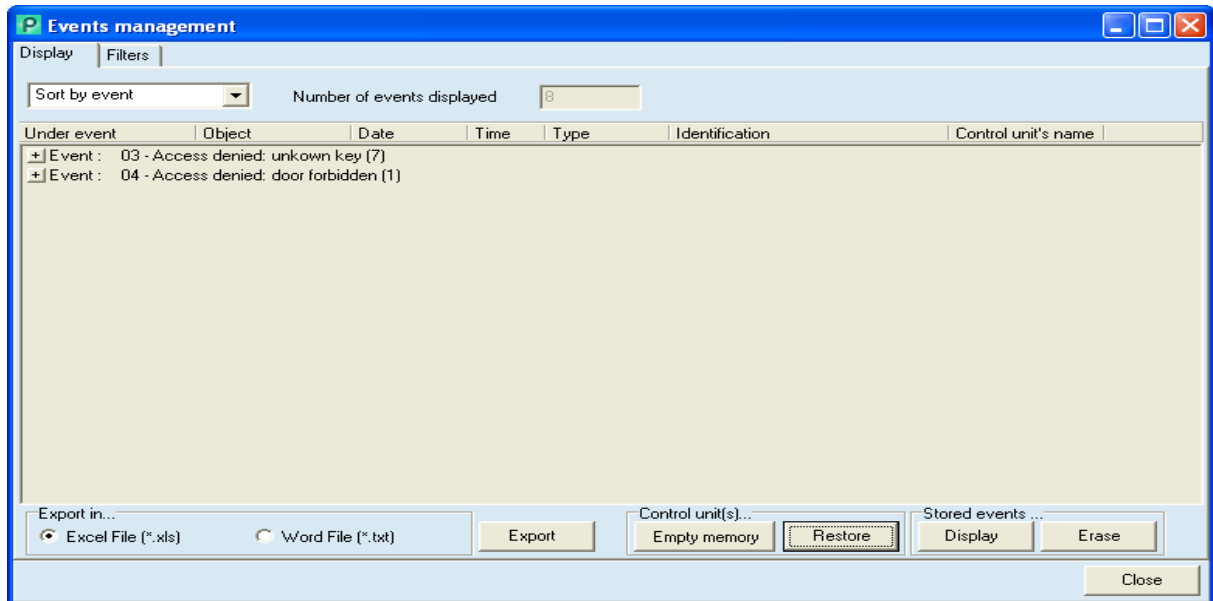 P Events management
Display Filters
Sort by event Number of events displayed 8
Under event Object Date Time Type Identification Control unit's name
+ Event : 03 - Access denied: unkown key (7)
+ Event : 04 - Access denied: door forbidden (1)
Export in... Control unit(s)... Stored events ...
Excel File (*.xls) Word File (*.txt) Export Empty memory Restore Display Erase
Close